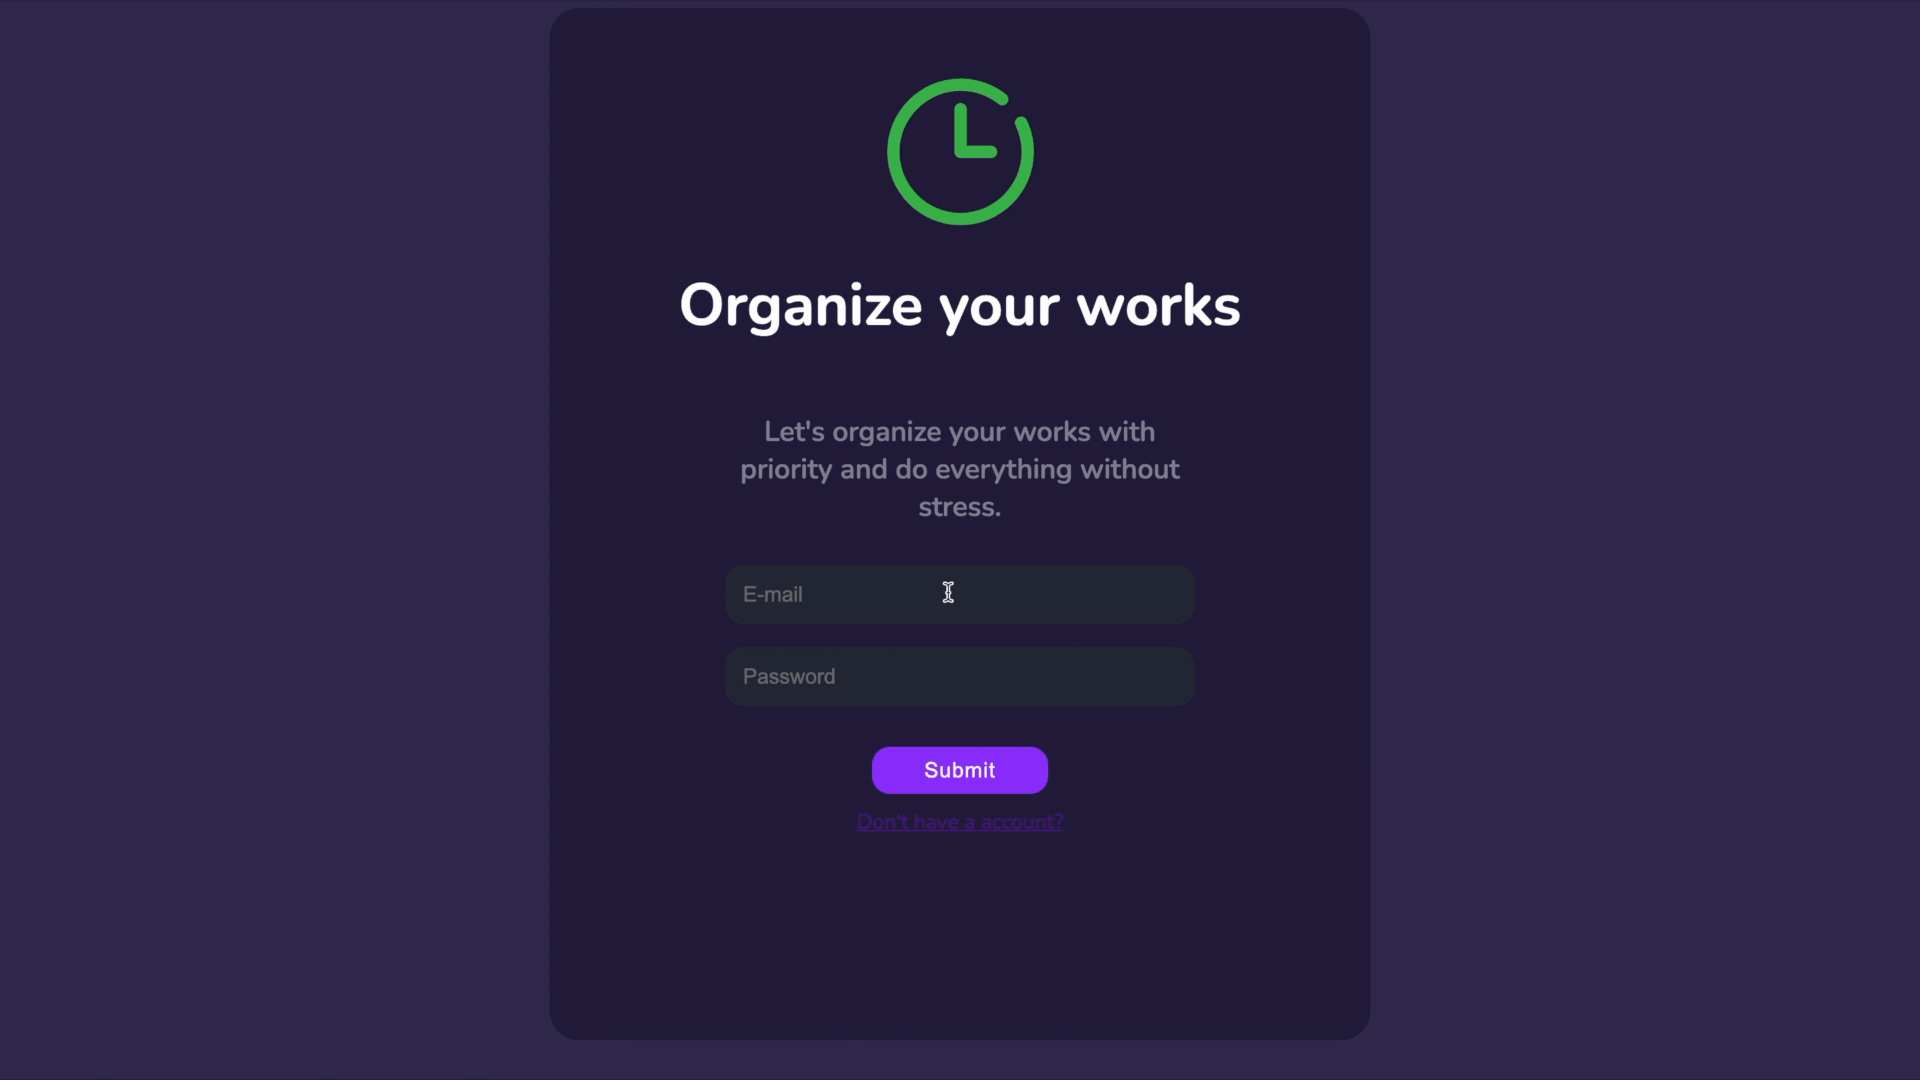 Organize your works
Let's organize your works with
priority and do everything without
stress.
E-mail
Password
Submit
Don't have a account?